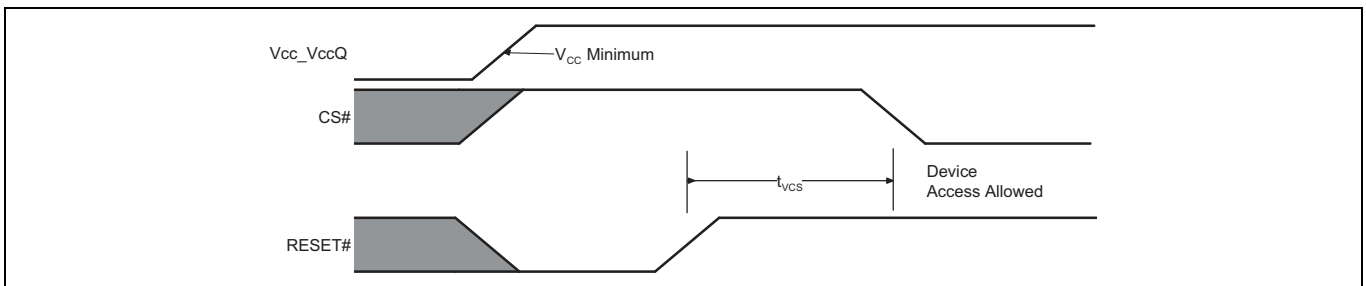 Vcc_VccQ
VCC Minimum
CS#
tVCS
Device
Access Allowed
RESET#